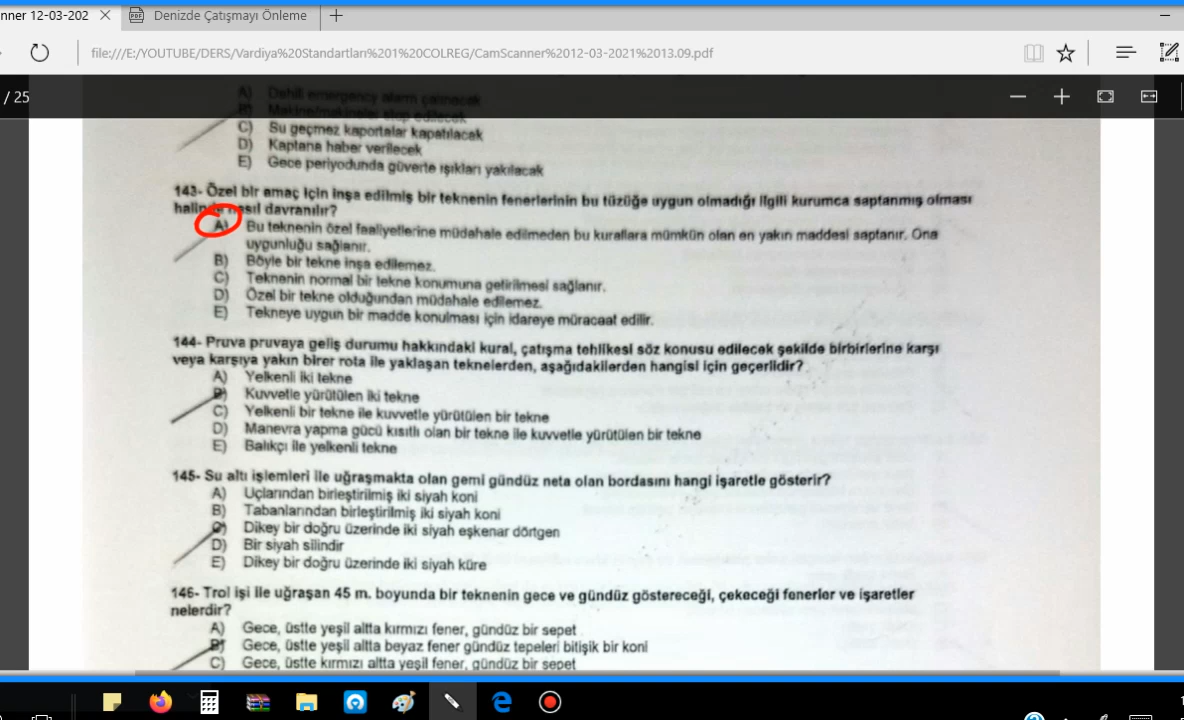 nner 12-03-202
Denizde Çatışmayı Önleme
file:///E:/YOUTUBE/DERS/Vardiya%20Standartları%201%20COLREG/CamScanner%2012-03-2021%2013.09.pdf
/ 25
A) Dahili emergency alarm çalınacak
B) Makine/makineler stop edilecek
C) Su geçmez kaportalar kapatılacak
D) Kaptana haber verilecek
E) Gece periyodunda güverte ışıkları yakılacak
143- Özel bir amaç için inşa edilmiş bir teknenin fenerlerinin bu tüzüğe uygun olmadığı ilgili kurumca saptanmış olması
halinde nasıl davranılır?
A) Bu teknenin özel faaliyetlerine müdahale edilmeden bu kurallara mümkün olan en yakın maddesi saptanır. Ona
uygunluğu sağlanır.
B) Böyle bir tekne inşa edilemez.
C) Teknenin normal bir tekne konumuna getirilmesi sağlanır.
D) Özel bir tekne olduğundan müdahale edilemez.
E) Tekneye uygun bir madde konulması için idareye müracaat edilir.
144- Pruva pruvaya geliş durumu hakkındaki kural, çatışma tehlikesi söz konusu edilecek şekilde birbirlerine karşı
veya karşıya yakın birer rota ile yaklaşan teknelerden, aşağıdakilerden hangisi için geçerlidir?
A) Yelkenli iki tekne
B) Kuvvetle yürütülen iki tekne
C) Yelkenli bir tekne ile kuvvetle yürütülen bir tekne
D) Manevra yapma gücü kısıtlı olan bir tekne ile kuvvetle yürütülen bir tekne
E) Balıkçı ile yelkenli tekne
145- Su altı işlemleri ile uğraşmakta olan gemi gündüz neta olan bordasını hangi işaretle gösterir?
A) Uçlarından birleştirilmiş iki siyah koni
B) Tabanlarından birleştirilmiş iki siyah koni
C) Dikey bir doğru üzerinde iki siyah eşkenar dörtgen
D) Bir siyah silindir
E) Dikey bir doğru üzerinde iki siyah küre
146- Trol işi ile uğraşan 45 m. boyunda bir teknenin gece ve gündüz göstereceği, çekeceği fenerler ve işaretler
nelerdir?
A) Gece, üstte yeşil altta kırmızı fener, gündüz bir sepet
B) Gece, üstte yeşil altta beyaz fener gündüz tepeleri bitişik bir koni
C) Gece, üstte kırmızı altta yeşil fener, gündüz bir sepet